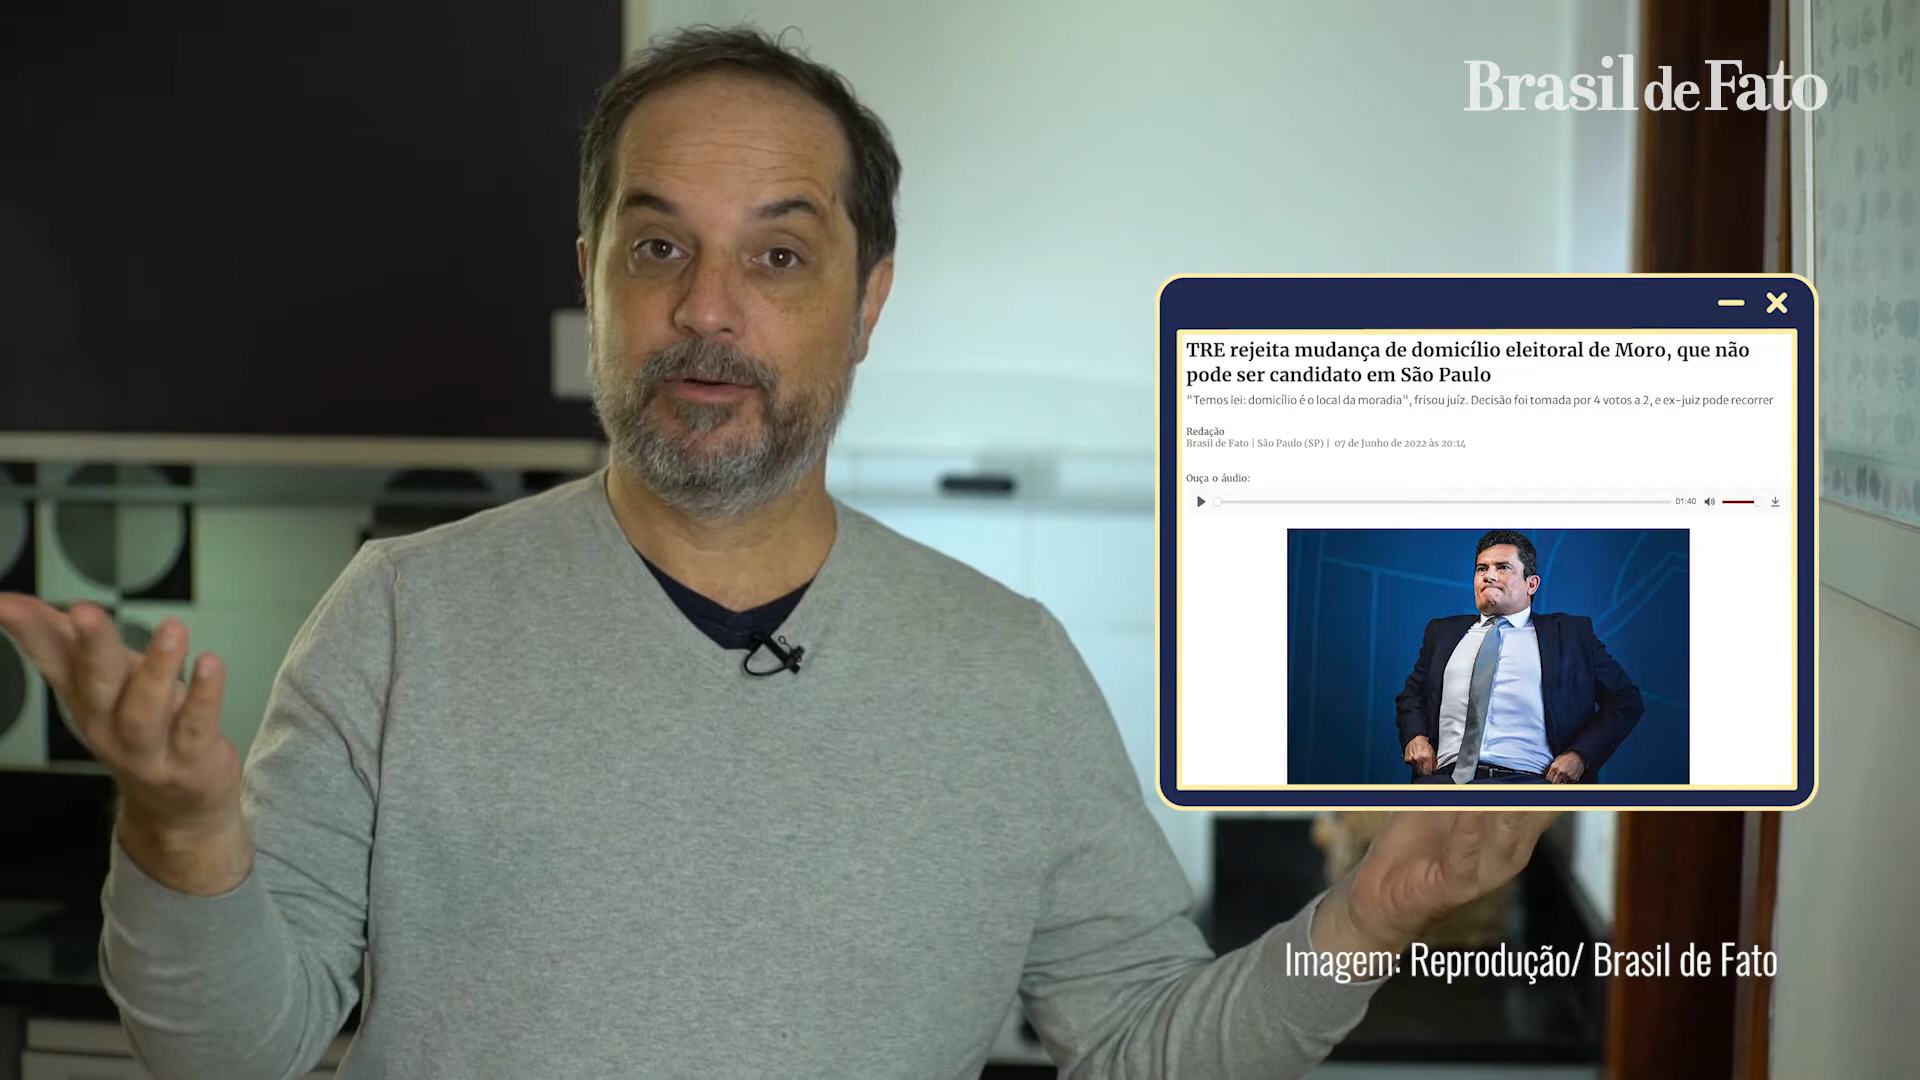 Brasil de Fato
TRE rejeita mudança de domicílio eleitoral de Moro, que não
pode ser candidato em São Paulo
"Temos lei: domicílio é o local da moradia", frisou juíz. Decisão foi tomada por 4 votos a 2, e ex-juiz pode recorrer
Redação
Brasil de Fato | São Paulo (SP) | 07 de Junho de 2022 às 20:14
Ouça o áudio:
01:40
Imagem: Reprodução/ Brasil de Fato